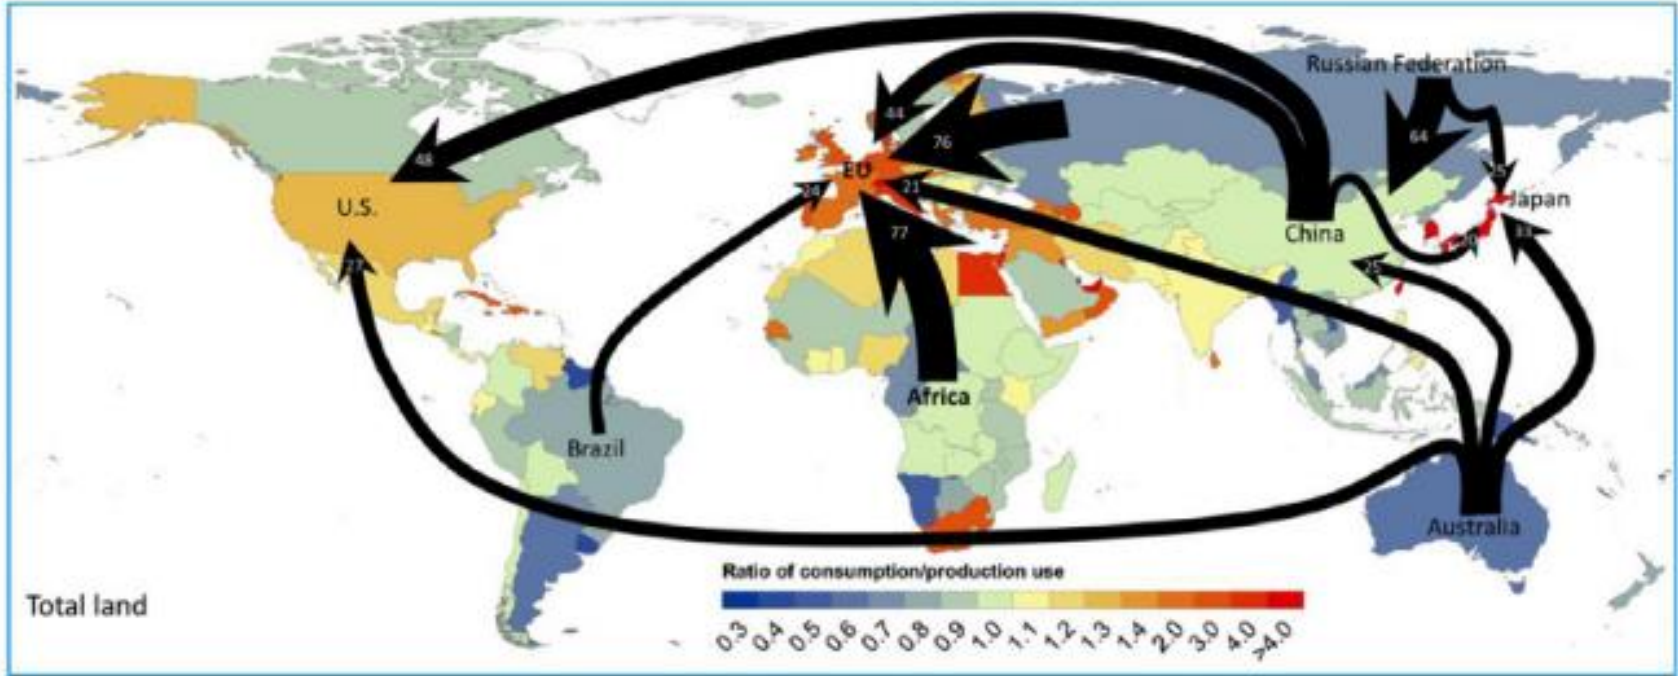 Russian Federation
44
64
76
48
EU
24
21
Japan
U.S.
77
China
33
27
25
Africa
Brazil
Australia
Ratio of consumption/production use
Total land
0.3 0.4 0.5 0.6 0.7 0.8 0.9 1.0 1.1 1.2 1.3 1.4 2.0 3.0 4.0 >4.0